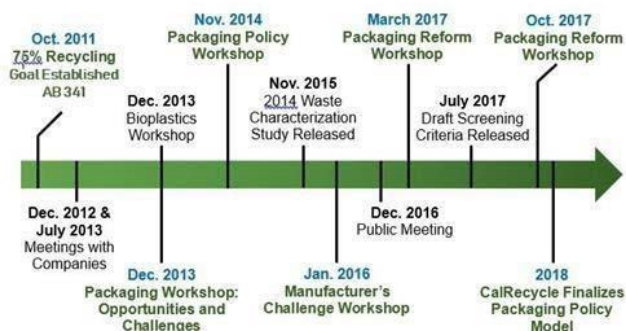 Oct. 2011
75% Recycling
Goal Established
AB 341
Dec. 2012 &
July 2013
Meetings with
Companies
Dec. 2013
Bioplastics
Workshop
Dec. 2013
Packaging Workshop:
Opportunities and
Challenges
Nov. 2014
Packaging Policy
Workshop
Nov. 2015
2014 Waste
Characterization
Study Released
Jan. 2016
Manufacturer's
Challenge Workshop
Dec. 2016
Public Meeting
March 2017
Packaging Reform
Workshop
July 2017
Draft Screening
Criteria Released
Oct. 2017
Packaging Reform
Workshop
2018
CalRecycle Finalizes
Packaging Policy
Model